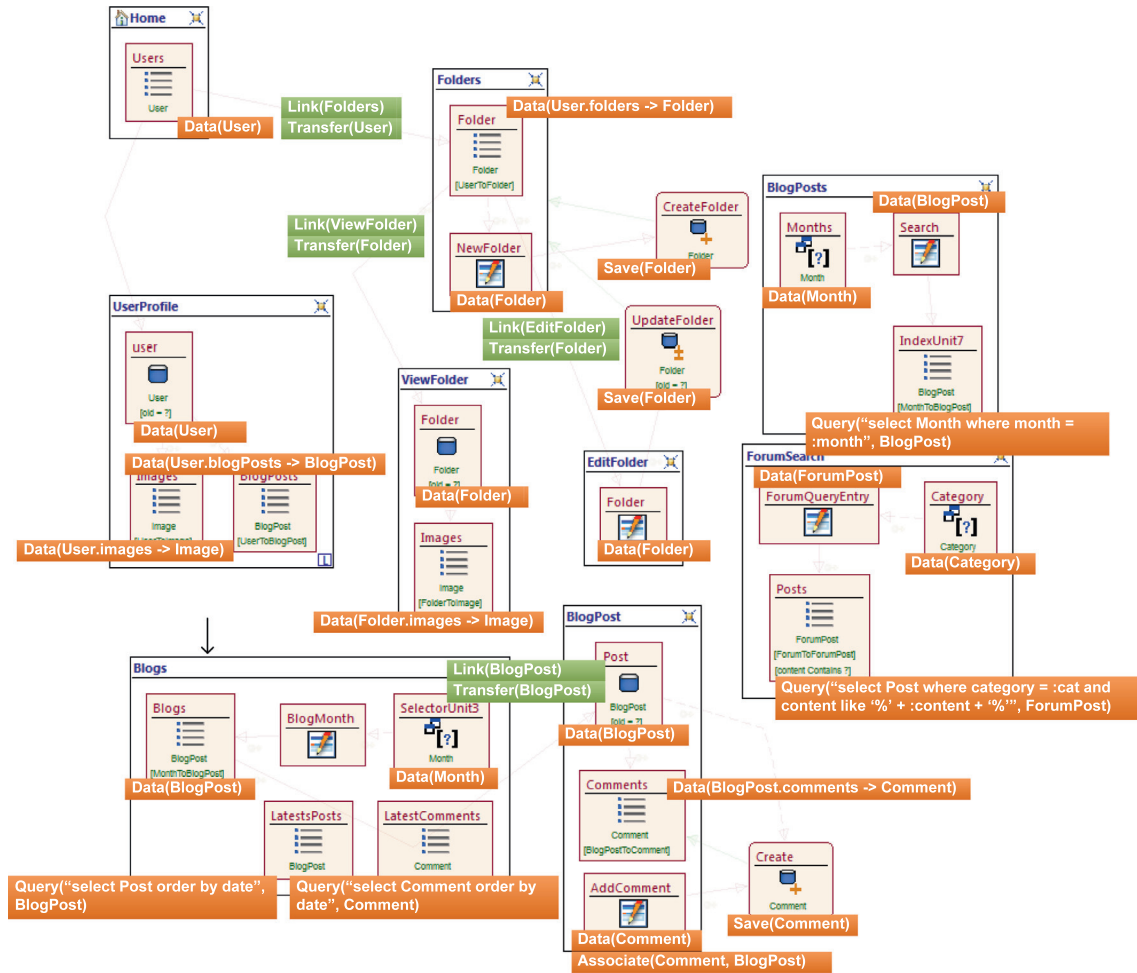 Home
Users
User
Data(User)
Link(Folders)
Transfer(User)
Folders
Data(User.folders -> Folder)
Folder
Folder
[UserToFolder]
Link(ViewFolder)
Transfer(Folder)
NewFolder
Data(Folder)
CreateFolder
Folder
Save(Folder)
Link(EditFolder)
Transfer(Folder)
UpdateFolder
Folder
[oid = ?]
Save(Folder)
BlogPosts
Data(BlogPost)
Months
[?]
Month
Data(Month)
Search
IndexUnit7
BlogPost
[MonthToBlogPost]
Query(“select Month where month =
:month”, BlogPost)
UserProfile
user
User
[oid = ?]
Data(User)
Data(User.blogPosts -> BlogPost)
Images
Image
[UserToImage]
BlogPosts
BlogPost
[UserToBlogPost]
Data(User.images -> Image)
L
ViewFolder
Folder
Folder
[oid = ?]
Data(Folder)
Images
Image
[FolderToImage]
Data(Folder.images -> Image)
EditFolder
Folder
Data(Folder)
ForumSearch
Data(ForumPost)
ForumQueryEntry
Category
[?]
Category
Data(Category)
Posts
ForumPost
[ForumToForumPost]
[content Contains ?]
Query(“select Post where category = :cat and
content like ‘%’ + :content + ‘%’”, ForumPost)
Blogs
Blogs
BlogPost
[MonthToBlogPost]
Data(BlogPost)
BlogMonth
SelectorUnit3
[?]
Month
Data(Month)
LatestsPosts
BlogPost
LatestComments
Comment
Query(“select Post order by date”,
BlogPost)
Query(“select Comment order by
date”, Comment)
Link(BlogPost)
Transfer(BlogPost)
BlogPost
Post
BlogPost
[oid = ?]
Data(BlogPost)
Comments
Comment
[BlogPostToComment]
Data(BlogPost.comments -> Comment)
AddComment
Data(Comment)
Associate(Comment, BlogPost)
Create
Comment
Save(Comment)